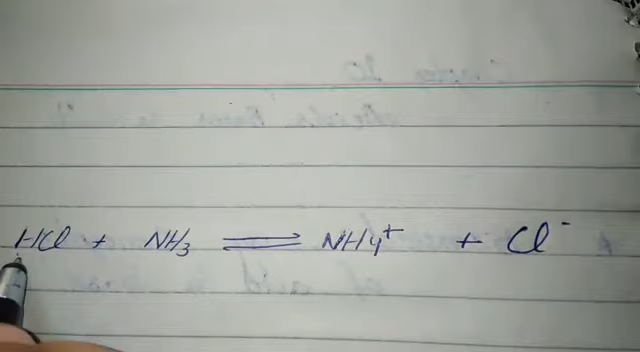 HCl + NH₃ ⇌ NH₄⁺ + Cl⁻